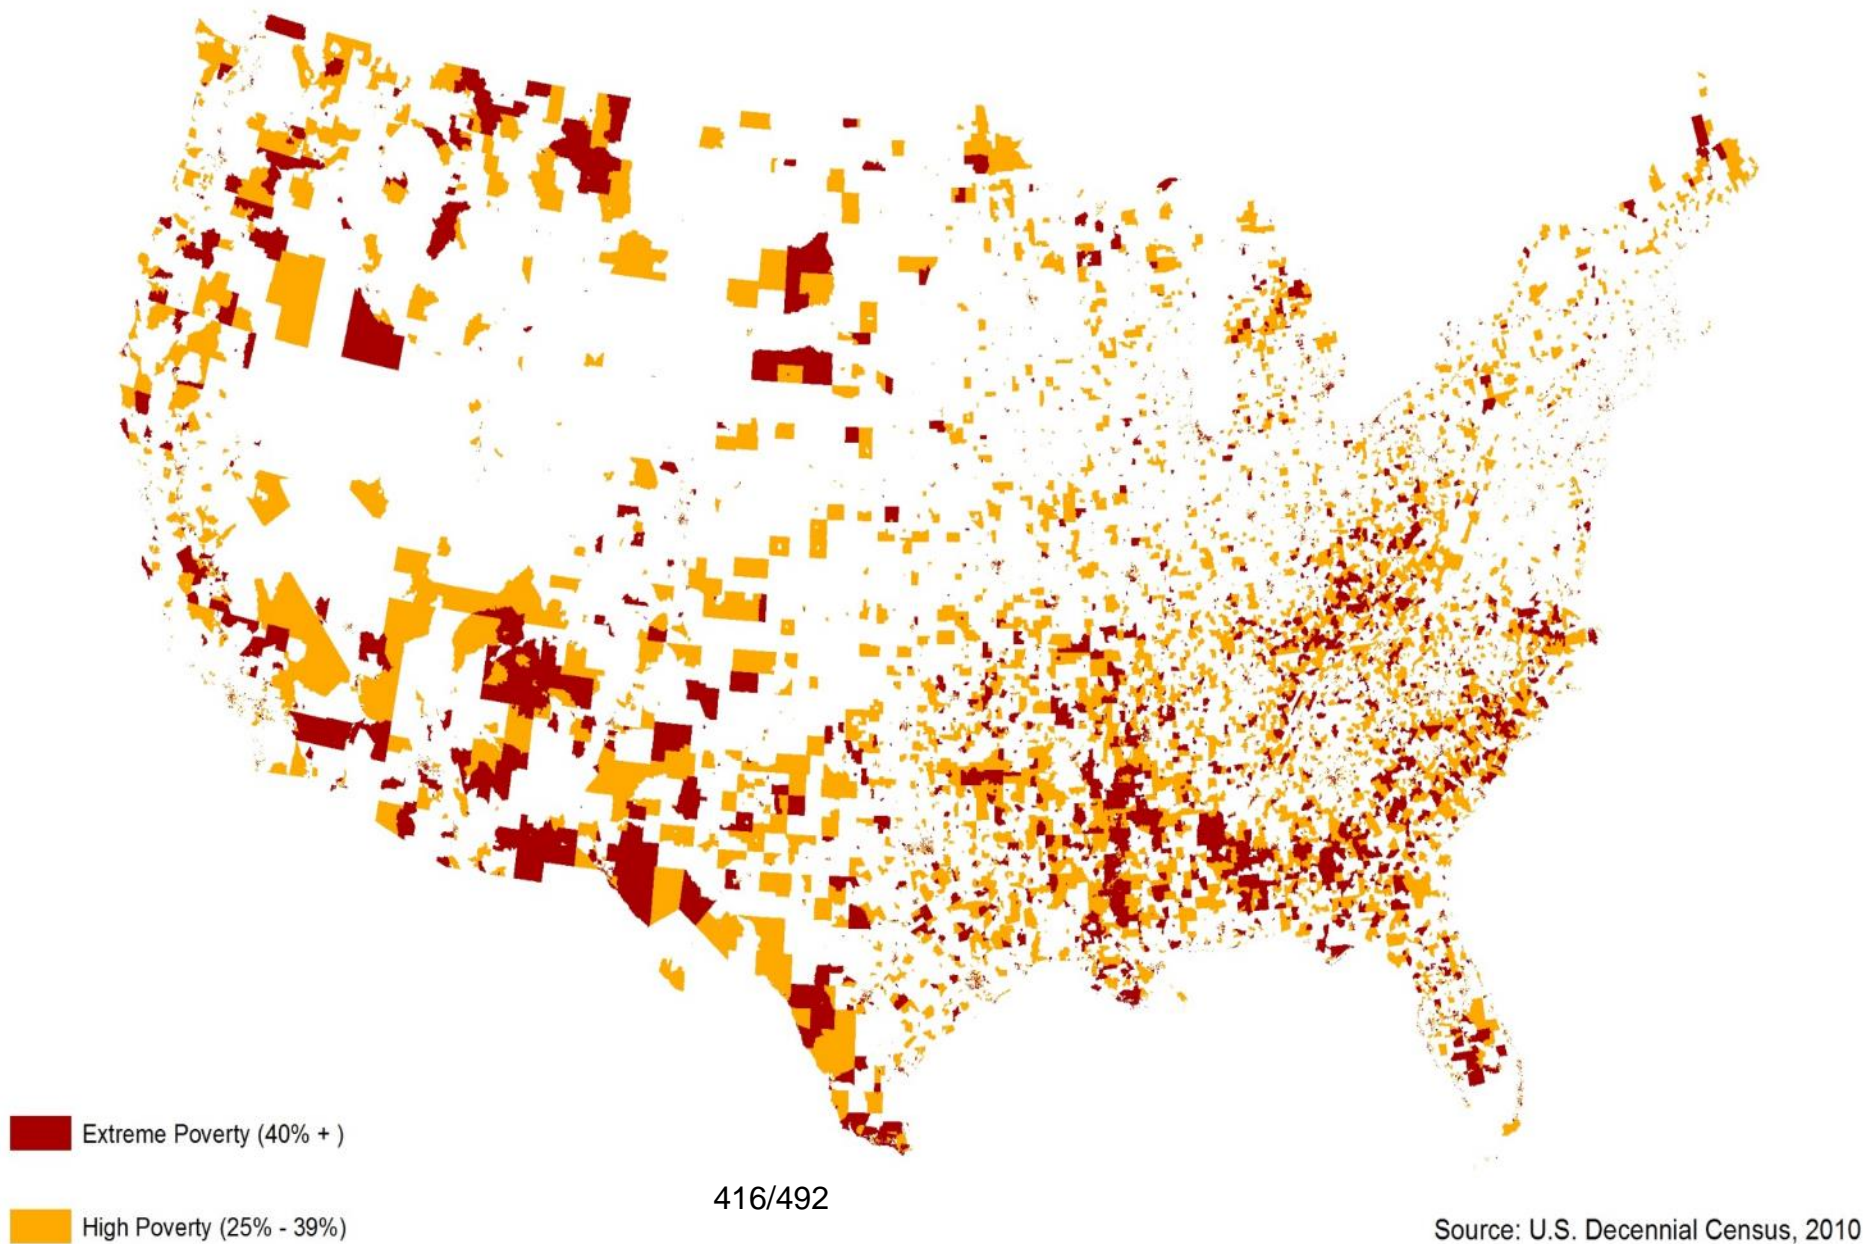 Extreme Poverty (40% + )
416/492
High Poverty (25% - 39%)
Source: U.S. Decennial Census, 2010